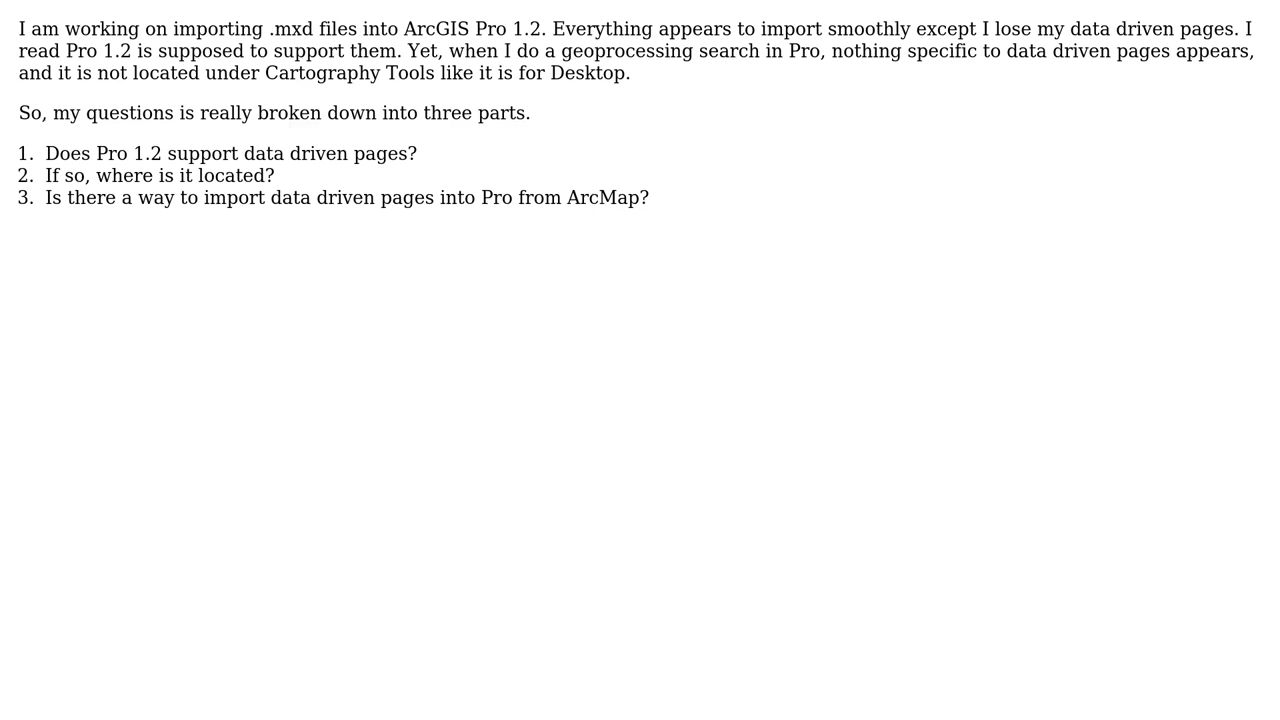 I am working on importing .mxd files into ArcGIS Pro 1.2. Everything appears to import smoothly except I lose my data driven pages. I
read Pro 1.2 is supposed to support them. Yet, when I do a geoprocessing search in Pro, nothing specific to data driven pages appears,
and it is not located under Cartography Tools like it is for Desktop.
So, my questions is really broken down into three parts.
1. Does Pro 1.2 support data driven pages?
2. If so, where is it located?
3. Is there a way to import data driven pages into Pro from ArcMap?